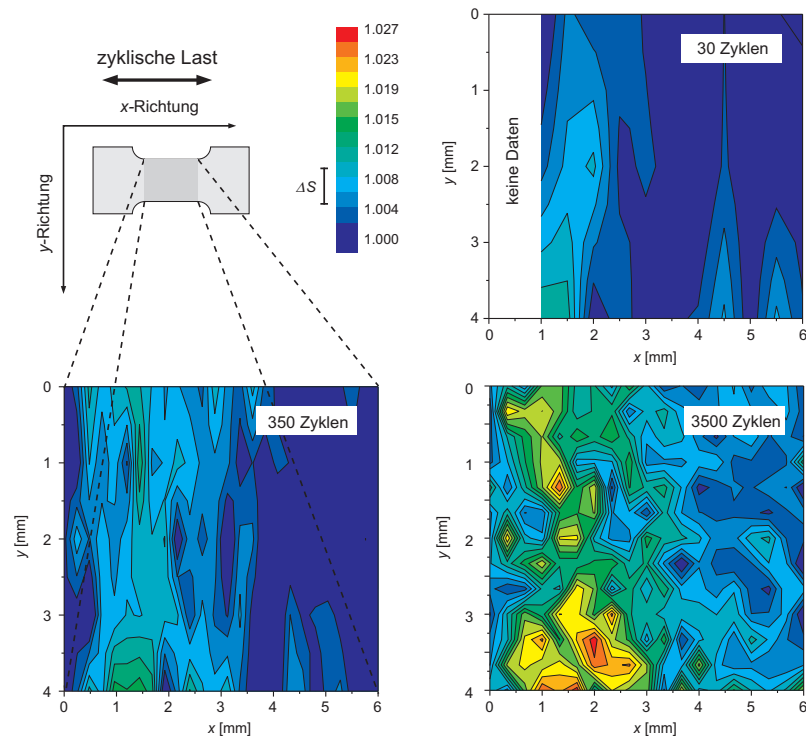 zyklische Last
x-Richtung
y-Richtung
ΔS
1.027
1.023
1.019
1.016
1.012
1.008
1.004
1.000
30 Zyklen
keine Daten
y [mm]
0
1
2
3
4
0 1 2 3 4 5 6
x [mm]
350 Zyklen
y [mm]
0
1
2
3
4
0 1 2 3 4 5 6
x [mm]
3500 Zyklen
y [mm]
0
1
2
3
4
0 1 2 3 4 5 6
x [mm]